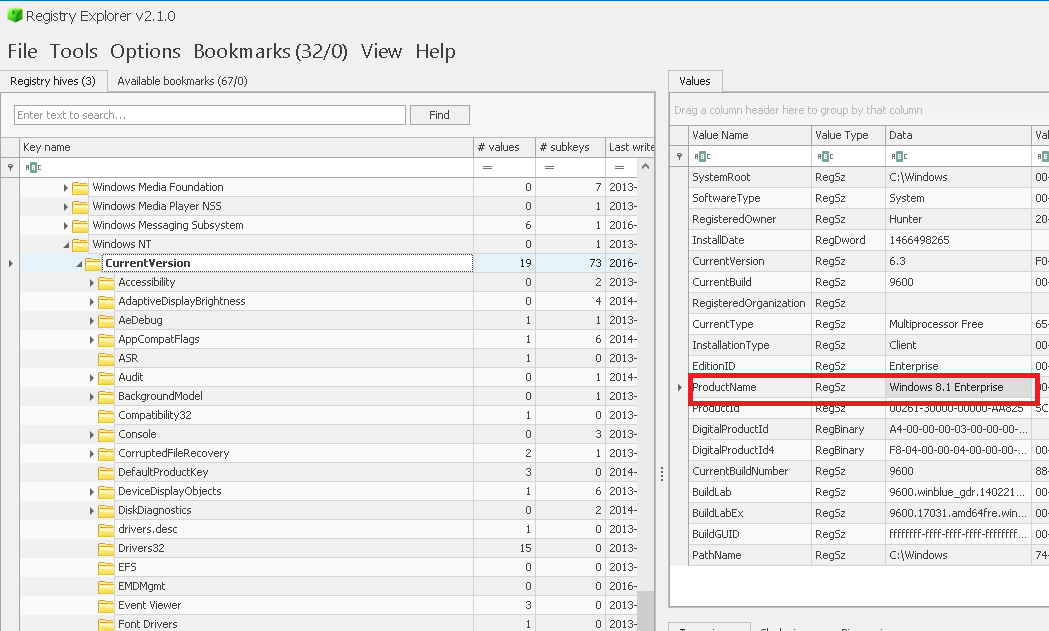 Registry Explorer v2.1.0
File Tools Options Bookmarks (32/0) View Help
Registry hives (3) Available bookmarks (67/0)
Enter text to search... Find
Key name # values # subkeys Last write
= = =
Windows Media Foundation 0 7 2013-
Windows Media Player NSS 0 1 2013-
Windows Messaging Subsystem 6 1 2016-
Windows NT 0 1 2013-
CurrentVersion 19 73 2016-
Accessibility 0 2 2013-
AdaptiveDisplayBrightness 0 4 2014-
AeDebug 1 1 2013-
AppCompatFlags 1 6 2014-
ASR 1 0 2013-
Audit 0 1 2014-
BackgroundModel 0 1 2013-
Compatibility32 1 0 2013-
Console 0 3 2013-
CorruptedFileRecovery 2 1 2013-
DefaultProductKey 3 0 2014-
DeviceDisplayObjects 1 6 2013-
DiskDiagnostics 0 2 2014-
drivers.desc 1 0 2013-
Drivers32 15 0 2013-
EFS 0 0 2013-
EMDMgmt 0 0 2016-
Event Viewer 3 0 2013-
Font Drivers 1 0 2013-
Values
Drag a column header here to group by that column
Value Name Value Type Data Val
SystemRoot RegSz C:\Windows 00-
SoftwareType RegSz System 00-
RegisteredOwner RegSz Hunter 20-
InstallDate RegDword 1466498265
CurrentVersion RegSz 6.3 F0-
CurrentBuild RegSz 9600 00-
RegisteredOrganization RegSz
CurrentType RegSz Multiprocessor Free 65-
InstallationType RegSz Client 00-
EditionID RegSz Enterprise 00-
ProductName RegSz Windows 8.1 Enterprise 00-
ProductId RegSz 00261-30000-00000-AA825 5C
DigitalProductId RegBinary A4-00-00-00-03-00-00-00-...
DigitalProductId4 RegBinary F8-04-00-00-04-00-00-00-... 00-
CurrentBuildNumber RegSz 9600 88-
BuildLab RegSz 9600.winblue_gdr.140221... 00-
BuildLabEx RegSz 9600.17031.amd64fre.win... 00-
BuildGUID RegSz ffffffff-ffff-ffff-ffff-ffffffff... 00-
PathName RegSz C:\Windows 74-